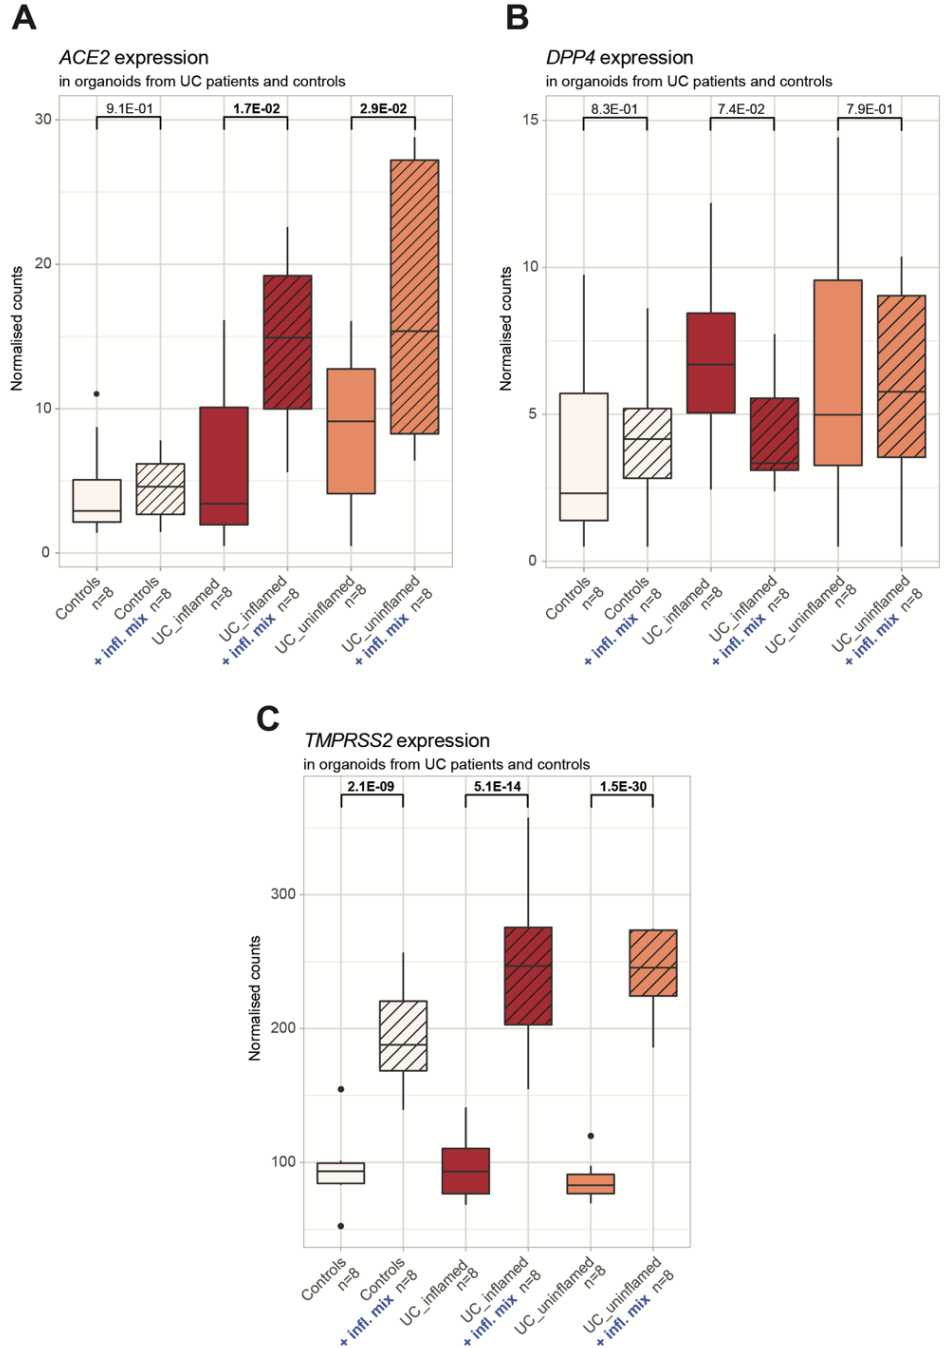 A
ACE2 expression
in organoids from UC patients and controls
9.1E-01
1.7E-02
2.9E-02
30
20
10
0
Normalised counts
Controls
n=8
Controls
+ infl. mix n=8
UC_inflamed
n=8
UC_inflamed
+ infl. mix n=8
UC_uninflamed
n=8
UC_uninflamed
+ infl. mix n=8
B
DPP4 expression
in organoids from UC patients and controls
8.3E-01
7.4E-02
7.9E-01
15
10
5
0
Normalised counts
Controls
n=8
Controls
+ infl. mix n=8
UC_inflamed
n=8
UC_inflamed
+ infl. mix n=8
UC_uninflamed
n=8
UC_uninflamed
+ infl. mix n=8
C
TMPRSS2 expression
in organoids from UC patients and controls
2.1E-09
5.1E-14
1.5E-30
300
200
100
Normalised counts
Controls
n=8
Controls
+ infl. mix n=8
UC_inflamed
n=8
UC_inflamed
+ infl. mix n=8
UC_uninflamed
n=8
UC_uninflamed
+ infl. mix n=8